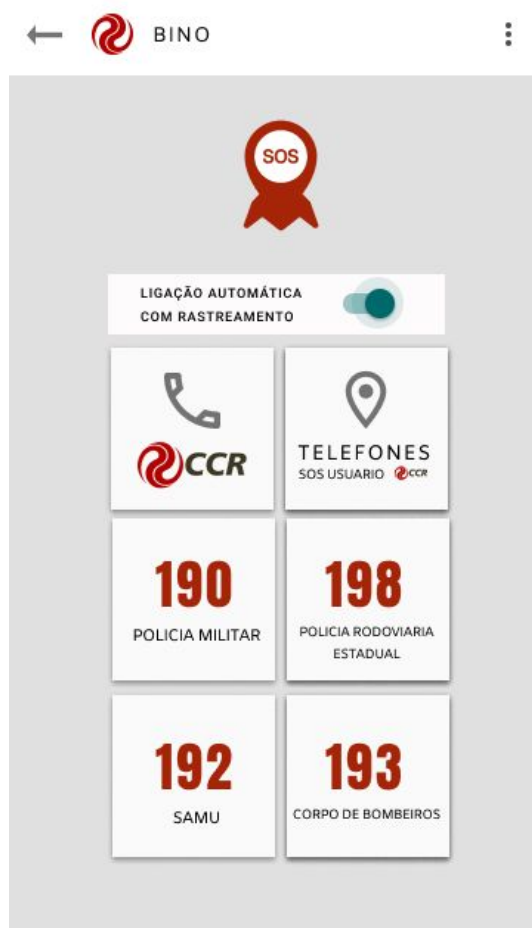 BINO
SOS
LIGAÇÃO AUTOMÁTICA
COM RASTREAMENTO
CCR
TELEFONES
SOS USUARIO CCR
190
POLICIA MILITAR
198
POLICIA RODOVIARIA
ESTADUAL
192
SAMU
193
CORPO DE BOMBEIROS